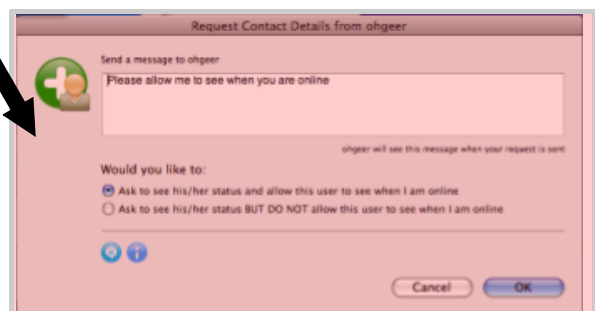 Request Contact Details from ohgeer
Send a message to ohgeer
Please allow me to see when you are online
ohgeer will see this message when your request is sent
Would you like to:
Ask to see his/her status and allow this user to see when I am online
Ask to see his/her status BUT DO NOT allow this user to see when I am online
Cancel
OK